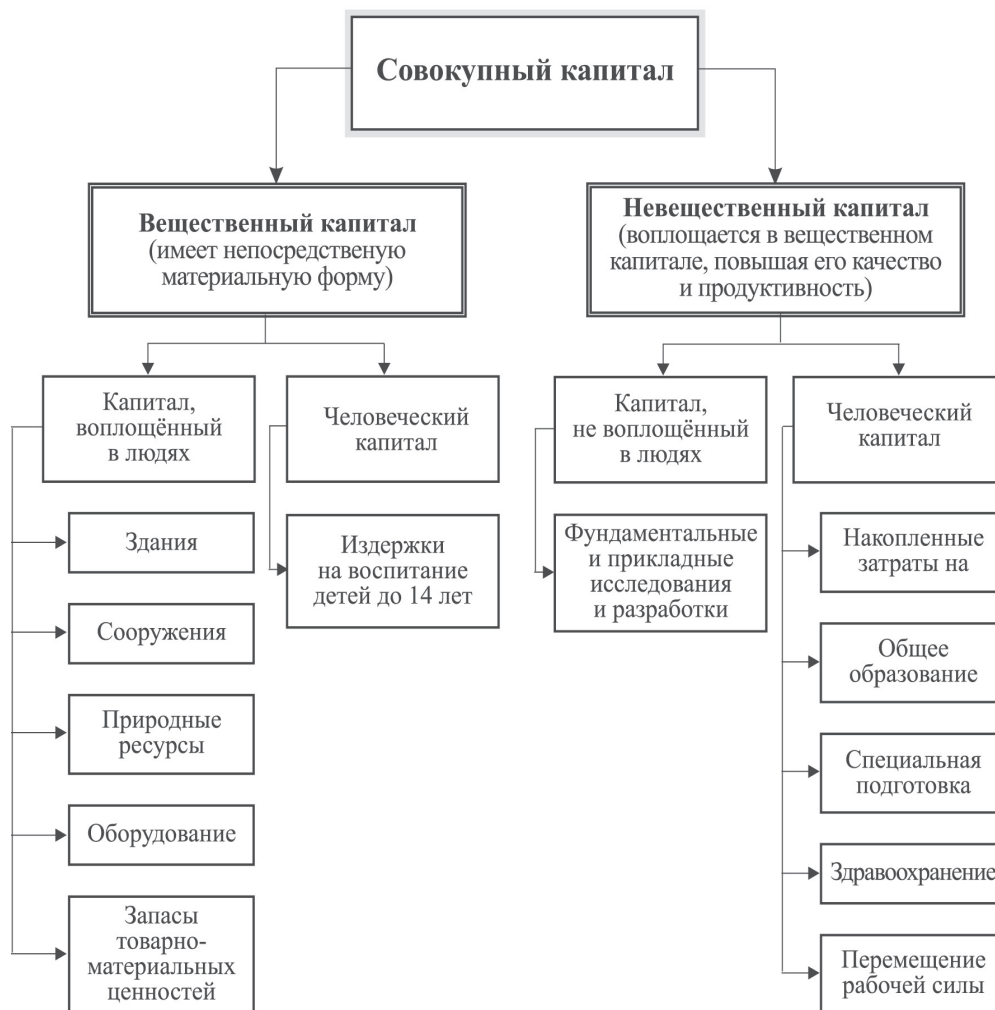 Совокупный капитал
Вещественный капитал
(имеет непосредственую
материальную форму)
Невещественный капитал
(воплощается в вещественном
капитале, повышая его качество
и продуктивность)
Капитал,
воплощённый
в людях
Человеческий
капитал
Капитал,
не воплощённый
в людях
Человеческий
капитал
Здания
Сооружения
Природные
ресурсы
Оборудование
Запасы
товарно-
материальных
ценностей
Издержки
на воспитание
детей до 14 лет
Фундаментальные
и прикладные
исследования
и разработки
Накопленные
затраты на
Общее
образование
Специальная
подготовка
Здравоохранение
Перемещение
рабочей силы